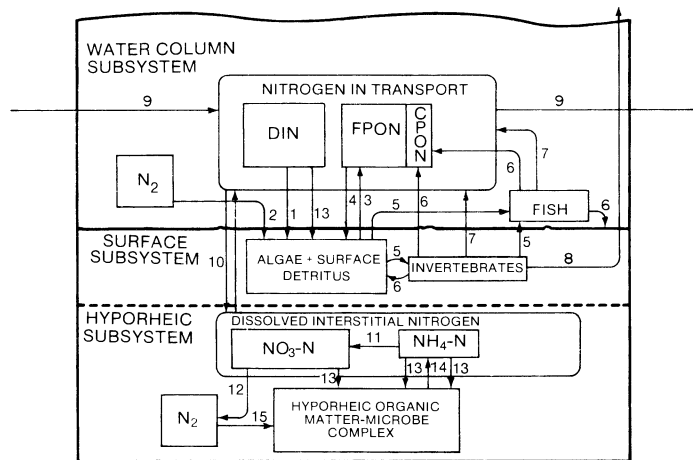 WATER COLUMN
SUBSYSTEM
NITROGEN IN TRANSPORT
9
9
DIN
FPON
CPON
N2
6
7
2
1
13
4
3
5
6
FISH
6
SURFACE
SUBSYSTEM
10
ALGAE + SURFACE
DETRITUS
5
6
INVERTEBRATES
7
5
8
HYPORHEIC
SUBSYSTEM
DISSOLVED INTERSTITIAL NITROGEN
NO3-N
11
NH4-N
12
13
13
14
13
N2
15
HYPORHEIC ORGANIC
MATTER-MICROBE
COMPLEX